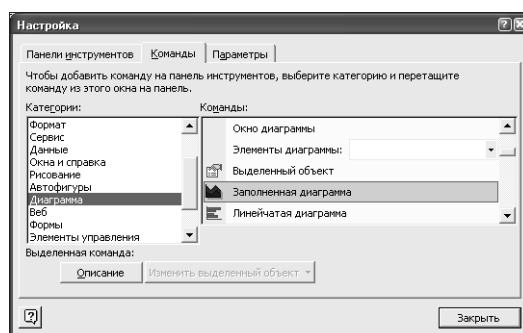 Настройка
Панели инструментов Команды Параметры
Чтобы добавить команду на панель инструментов, выберите категорию и перетащите
команду из этого окна на панель.
Категории: Команды:
Формат
Сервис
Данные
Окна и справка
Рисование
Автофигуры
Диаграмма
Веб
Формы
Элементы управления
Окно диаграммы
Элементы диаграммы:
Выделенный объект
Заполненная диаграмма
Линейчатая диаграмма
Выделенная команда:
Описание Изменить выделенный объект
Закрыть